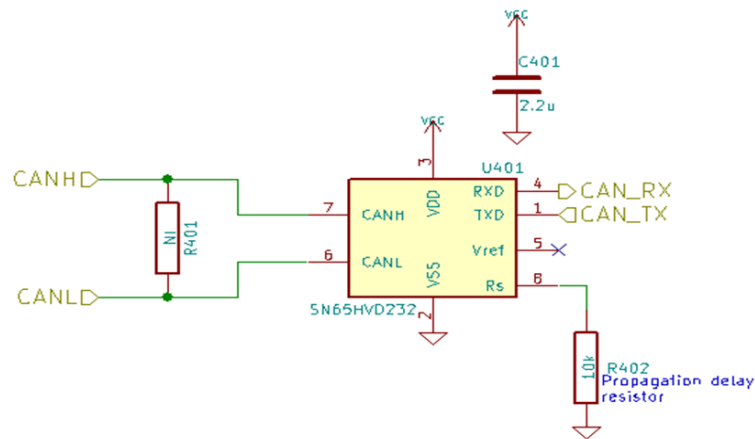 vcc
C401
2.2u
vcc
3
U401
CANH
7
CANH
VDD
RXD
4
CAN_RX
TXD
1
CAN_TX
NI
R401
Vref
5
CANL
6
CANL
VSS
Rs
8
SN65HVD232
2
10k
R402
Propagation delay
resistor